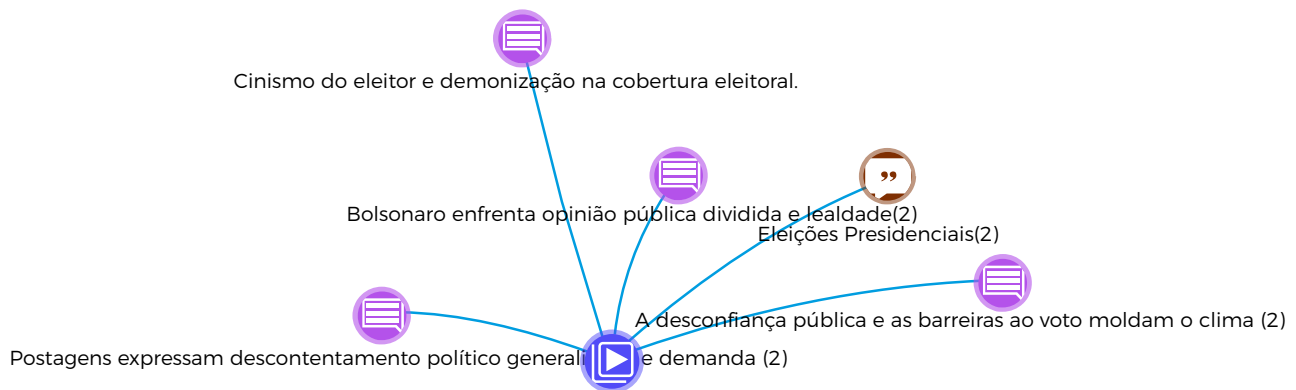 Cinismo do eleitor e demonização na cobertura eleitoral.
Bolsonaro enfrenta opinião pública dividida e lealdade(2)
Eleições Presidenciais(2)
A desconfiança pública e as barreiras ao voto moldam o clima (2)
Postagens expressam descontentamento político e demanda (2)